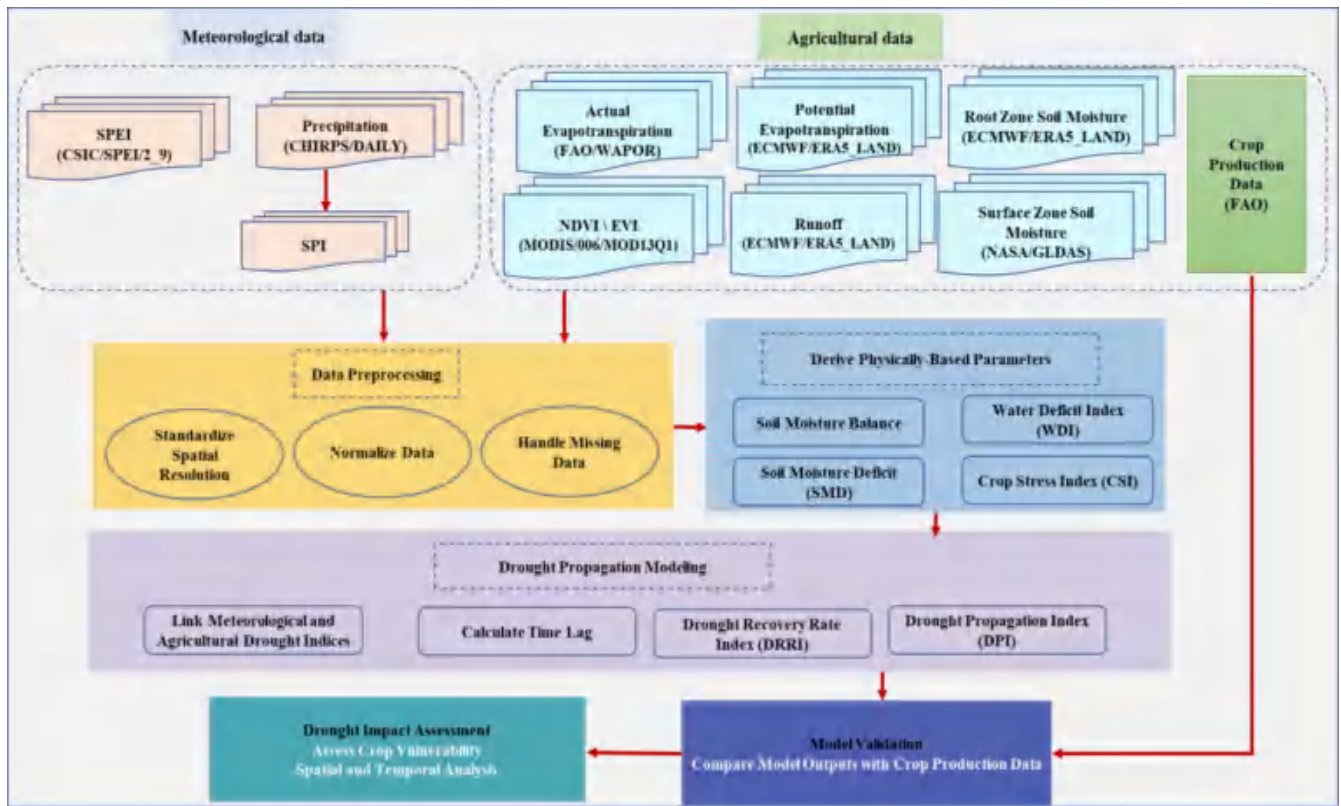 Meteorological data
Agricultural data
SPEI
(CSIC/SPEI/2_9)
Precipitation
(CHIRPS/DAILY)
SPI
Actual
Evapotranspiration
(FAO/WAPOR)
Potential
Evapotranspiration
(ECMWF/ERA5_LAND)
Root Zone Soil Moisture
(ECMWF/ERA5_LAND)
NDVI \ EVI
(MODIS/006/MOD13Q1)
Runoff
(ECMWF/ERA5_LAND)
Surface Zone Soil
Moisture
(NASA/GLDAS)
Crop
Production
Data
(FAO)
Data Preprocessing
Standardize
Spatial
Resolution
Normalize Data
Handle Missing
Data
Derive Physically-Based Parameters
Soil Moisture Balance
Water Deficit Index
(WDI)
Soil Moisture Deficit
(SMD)
Crop Stress Index (CSI)
Drought Propagation Modeling
Link Meteorological and
Agricultural Drought Indices
Calculate Time Lag
Drought Recovery Rate
Index (DRRI)
Drought Propagation Index
(DPI)
Drought Impact Assessment
Assess Crop Vulnerability
Spatial and Temporal Analysis
Model Validation
Compare Model Outputs with Crop Production Data